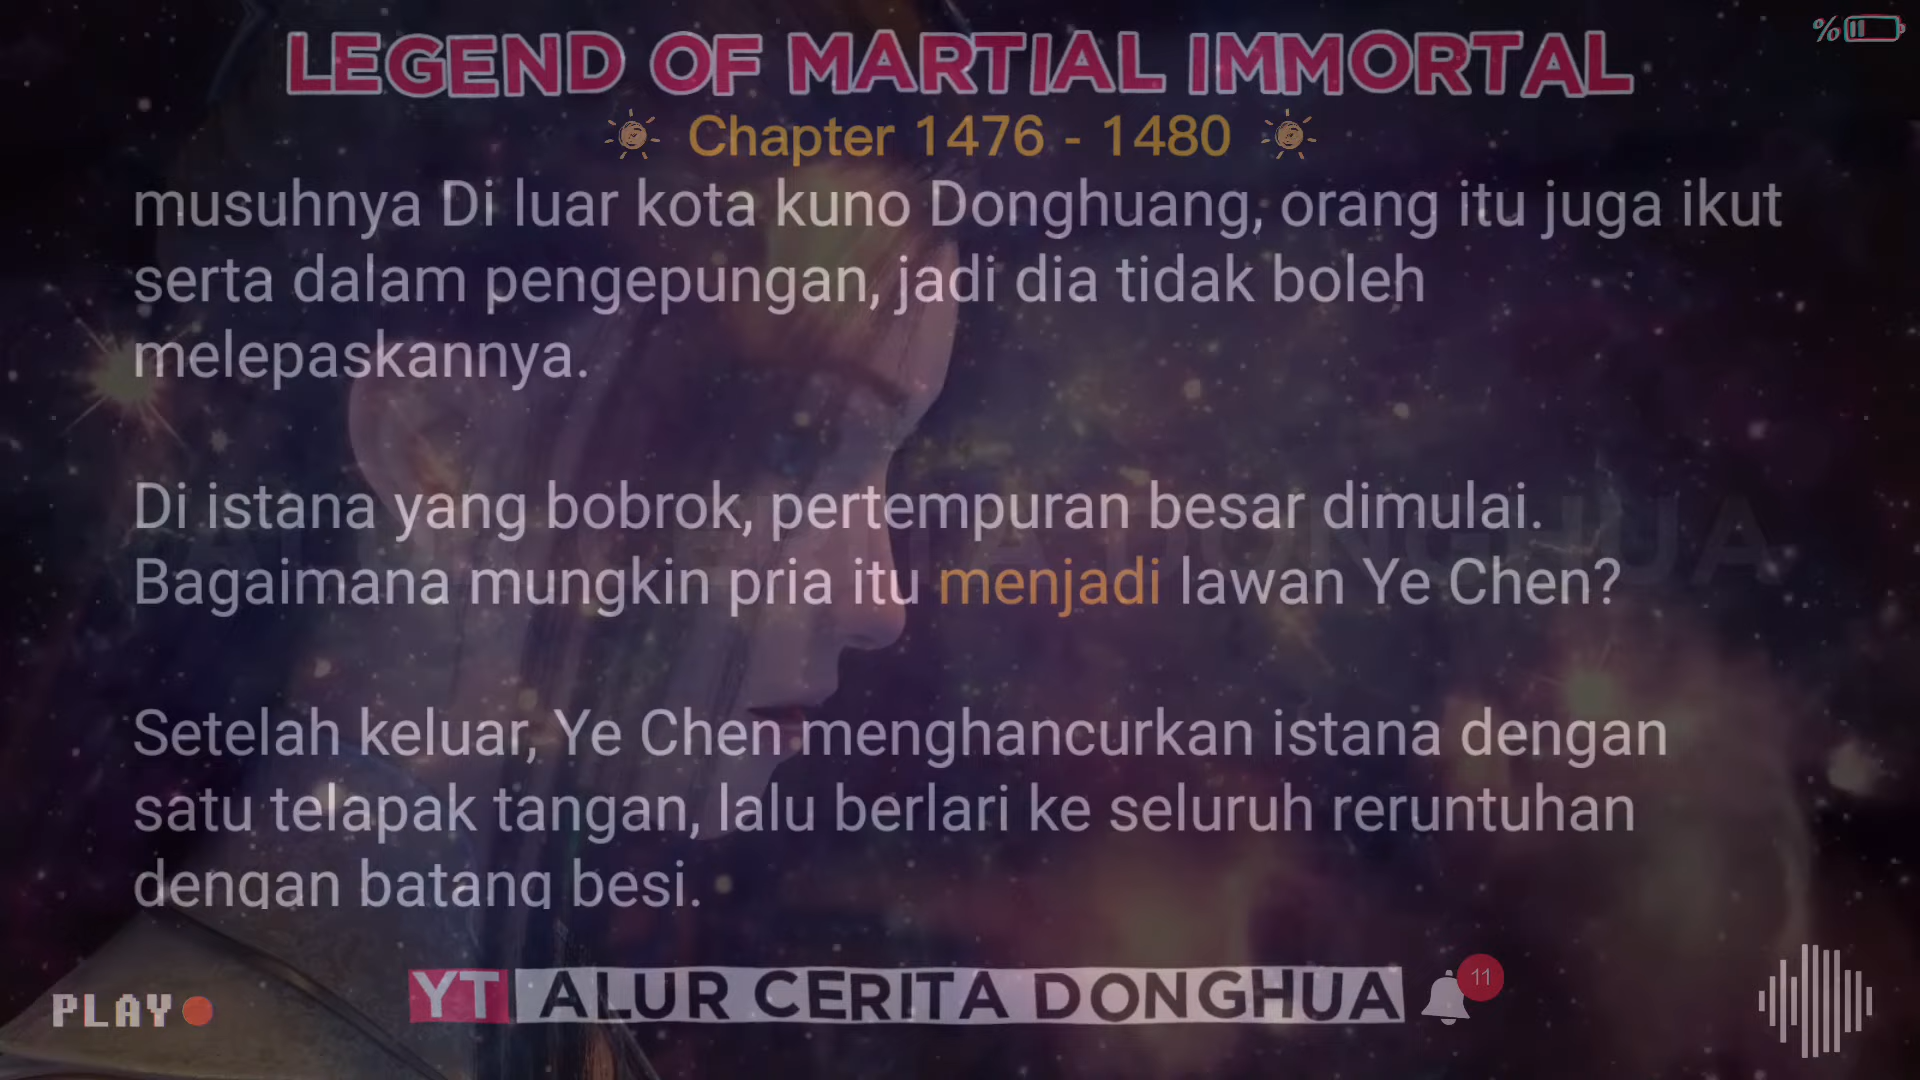 LEGEND OF MARTIAL IMMORTAL
%
Chapter 1476 - 1480
musuhnya Di luar kota kuno Donghuang, orang itu juga ikut
serta dalam pengepungan, jadi dia tidak boleh
melepaskannya.
Di istana yang bobrok, pertempuran besar dimulai.
Bagaimana mungkin pria itu menjadi lawan Ye Chen?
Setelah keluar, Ye Chen menghancurkan istana dengan
satu telapak tangan, lalu berlari ke seluruh reruntuhan
dengan batang besi.
ALUR CERITA DONGHUA
PLAY
YT ALUR CERITA DONGHUA
11